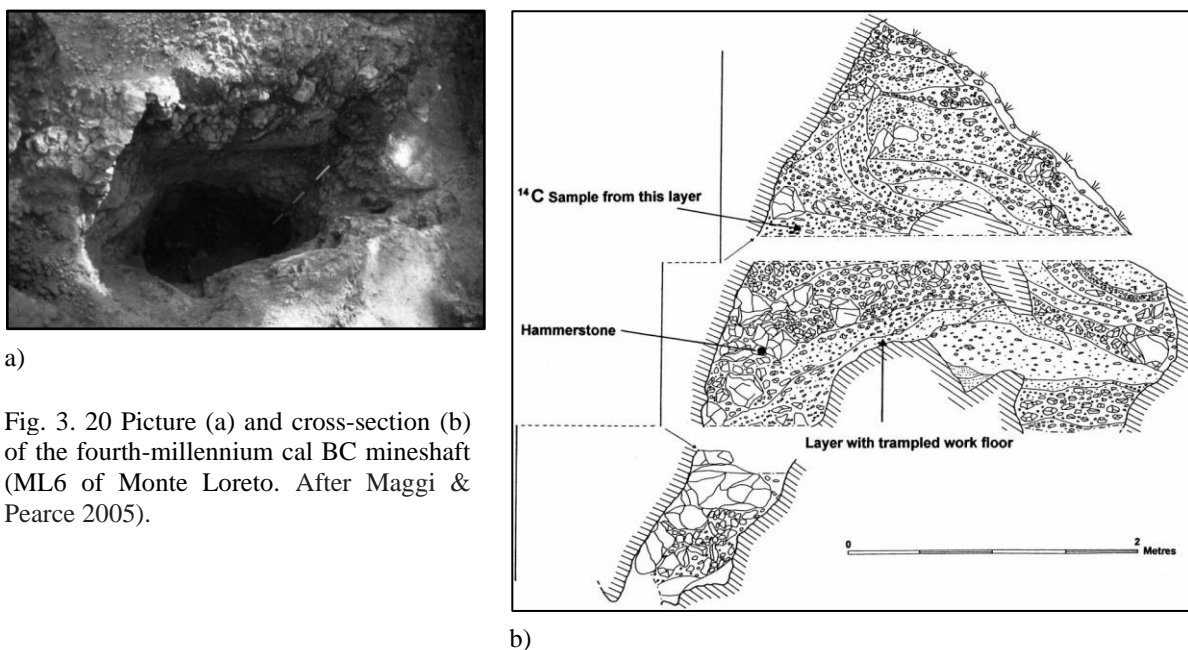 a)
Fig. 3. 20 Picture (a) and cross-section (b)
of the fourth-millennium cal BC mineshaft
(ML6 of Monte Loreto. After Maggi &
Pearce 2005).
14C Sample from this layer
Hammerstone
Layer with trampled work floor
0 2
Metres
b)